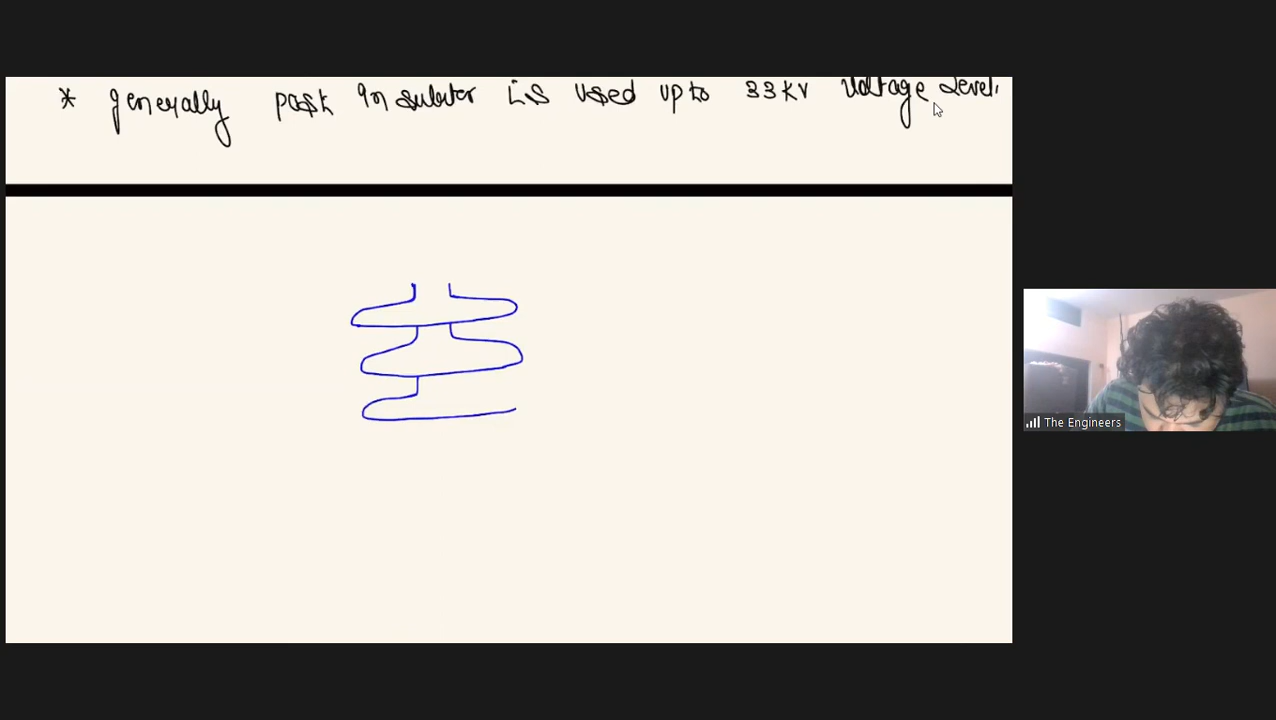 * generally post Insulator is used upto 33KV Voltage Level.
The Engineers